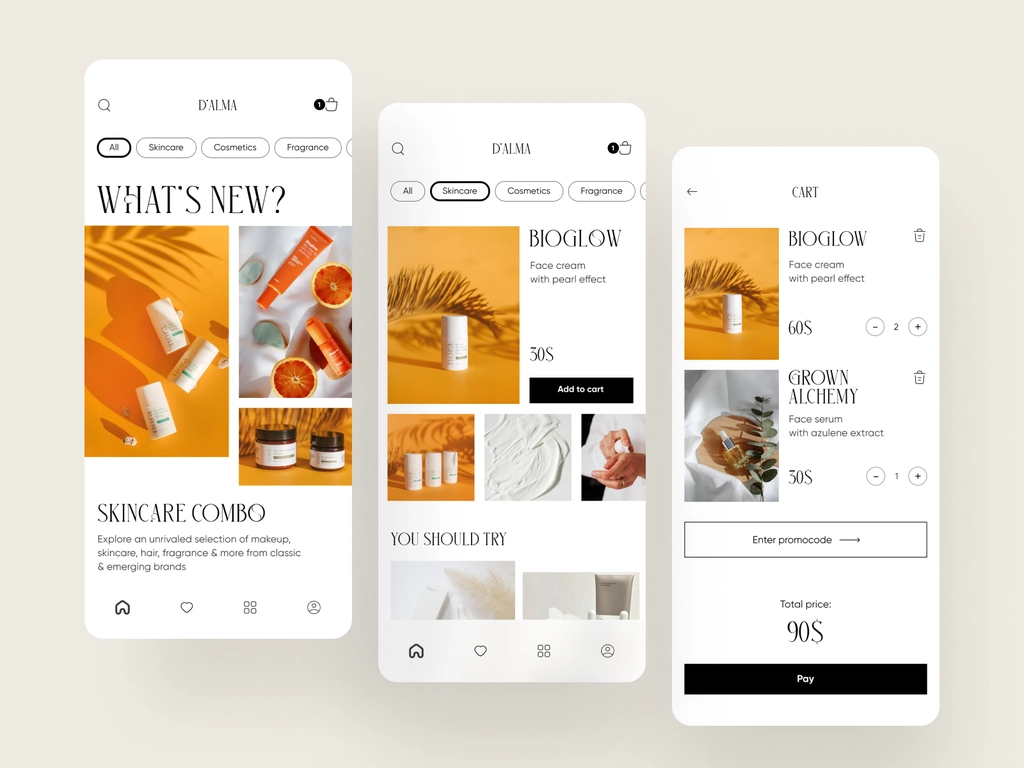 D'ALMA
1
All
Skincare
Cosmetics
Fragrance
WHAT'S NEW?
SKINCARE COMBO
Explore an unrivaled selection of makeup,
skincare, hair, fragrance & more from classic
& emerging brands
D'ALMA
1
All
Skincare
Cosmetics
Fragrance
BIOGLOW
Face cream
with pearl effect
30$
Add to cart
YOU SHOULD TRY
CART
BIOGLOW
Face cream
with pearl effect
60$
-
2
+
GROWN
ALCHEMY
Face serum
with azulene extract
30$
-
1
+
Enter promocode
Total price:
90$
Pay